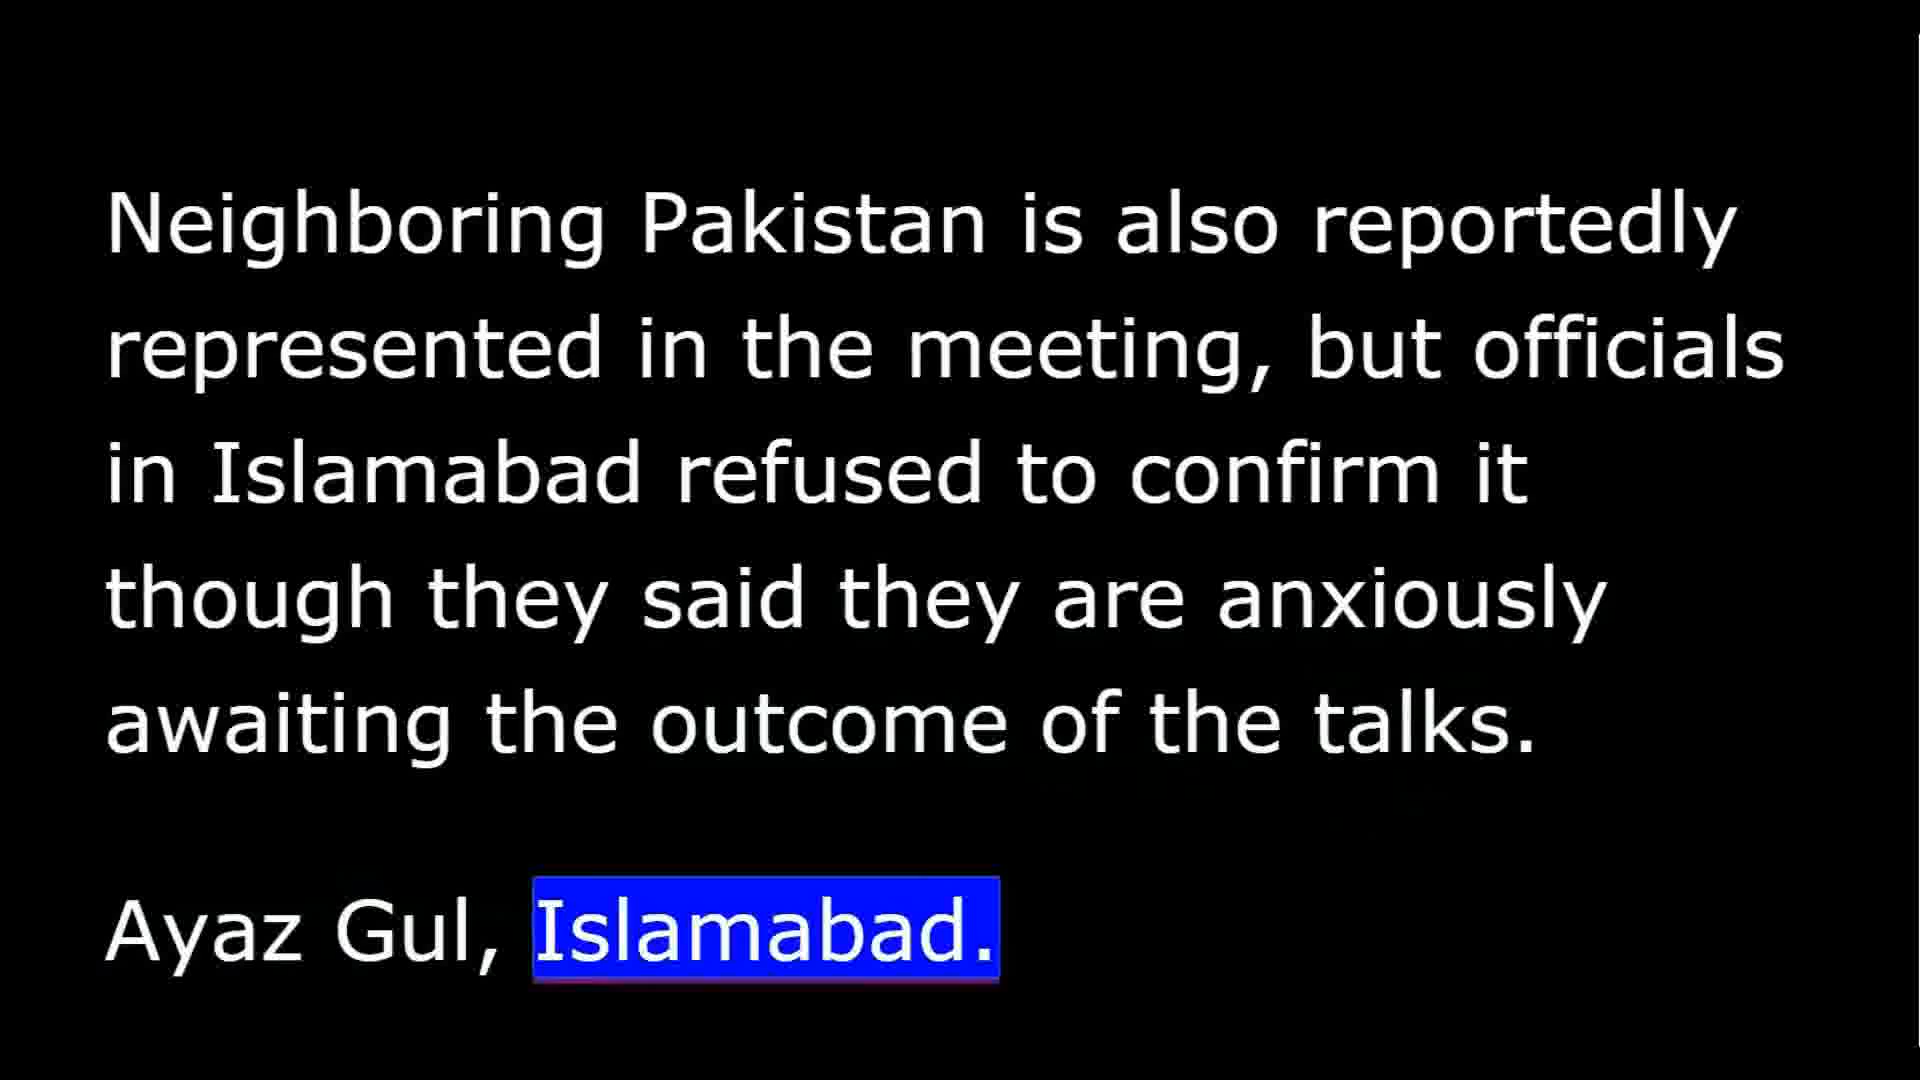 Neighboring Pakistan is also reportedly
represented in the meeting, but officials
in Islamabad refused to confirm it
though they said they are anxiously
awaiting the outcome of the talks.
Ayaz Gul, Islamabad.